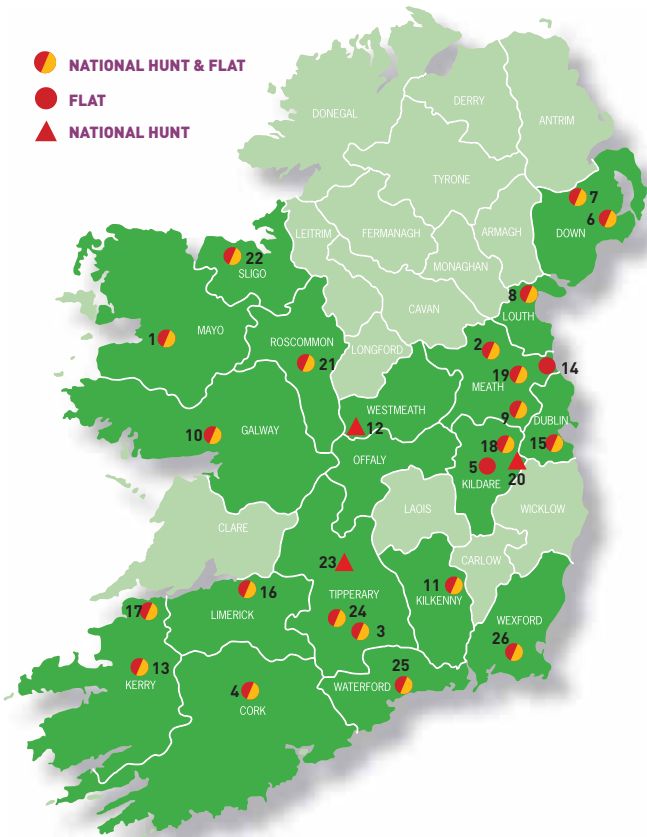 NATIONAL HUNT & FLAT
FLAT
NATIONAL HUNT
DERRY
DONEGAL
ANTRIM
TYRONE
7
6
LEITRIM
FERMANAGH
ARMAGH
DOWN
22
SLIGO
MONAGHAN
8
CAVAN
LOUTH
1
MAYO
ROSCOMMON
LONGFORD
2
21
19
14
MEATH
WESTMEATH
9
DUBLIN
10
GALWAY
12
18
15
OFFALY
5
KILDARE
20
LAOIS
WICKLOW
CLARE
23
CARLOW
16
TIPPERARY
11
KILKENNY
17
LIMERICK
24
WEXFORD
3
26
13
25
KERRY
WATERFORD
4
CORK